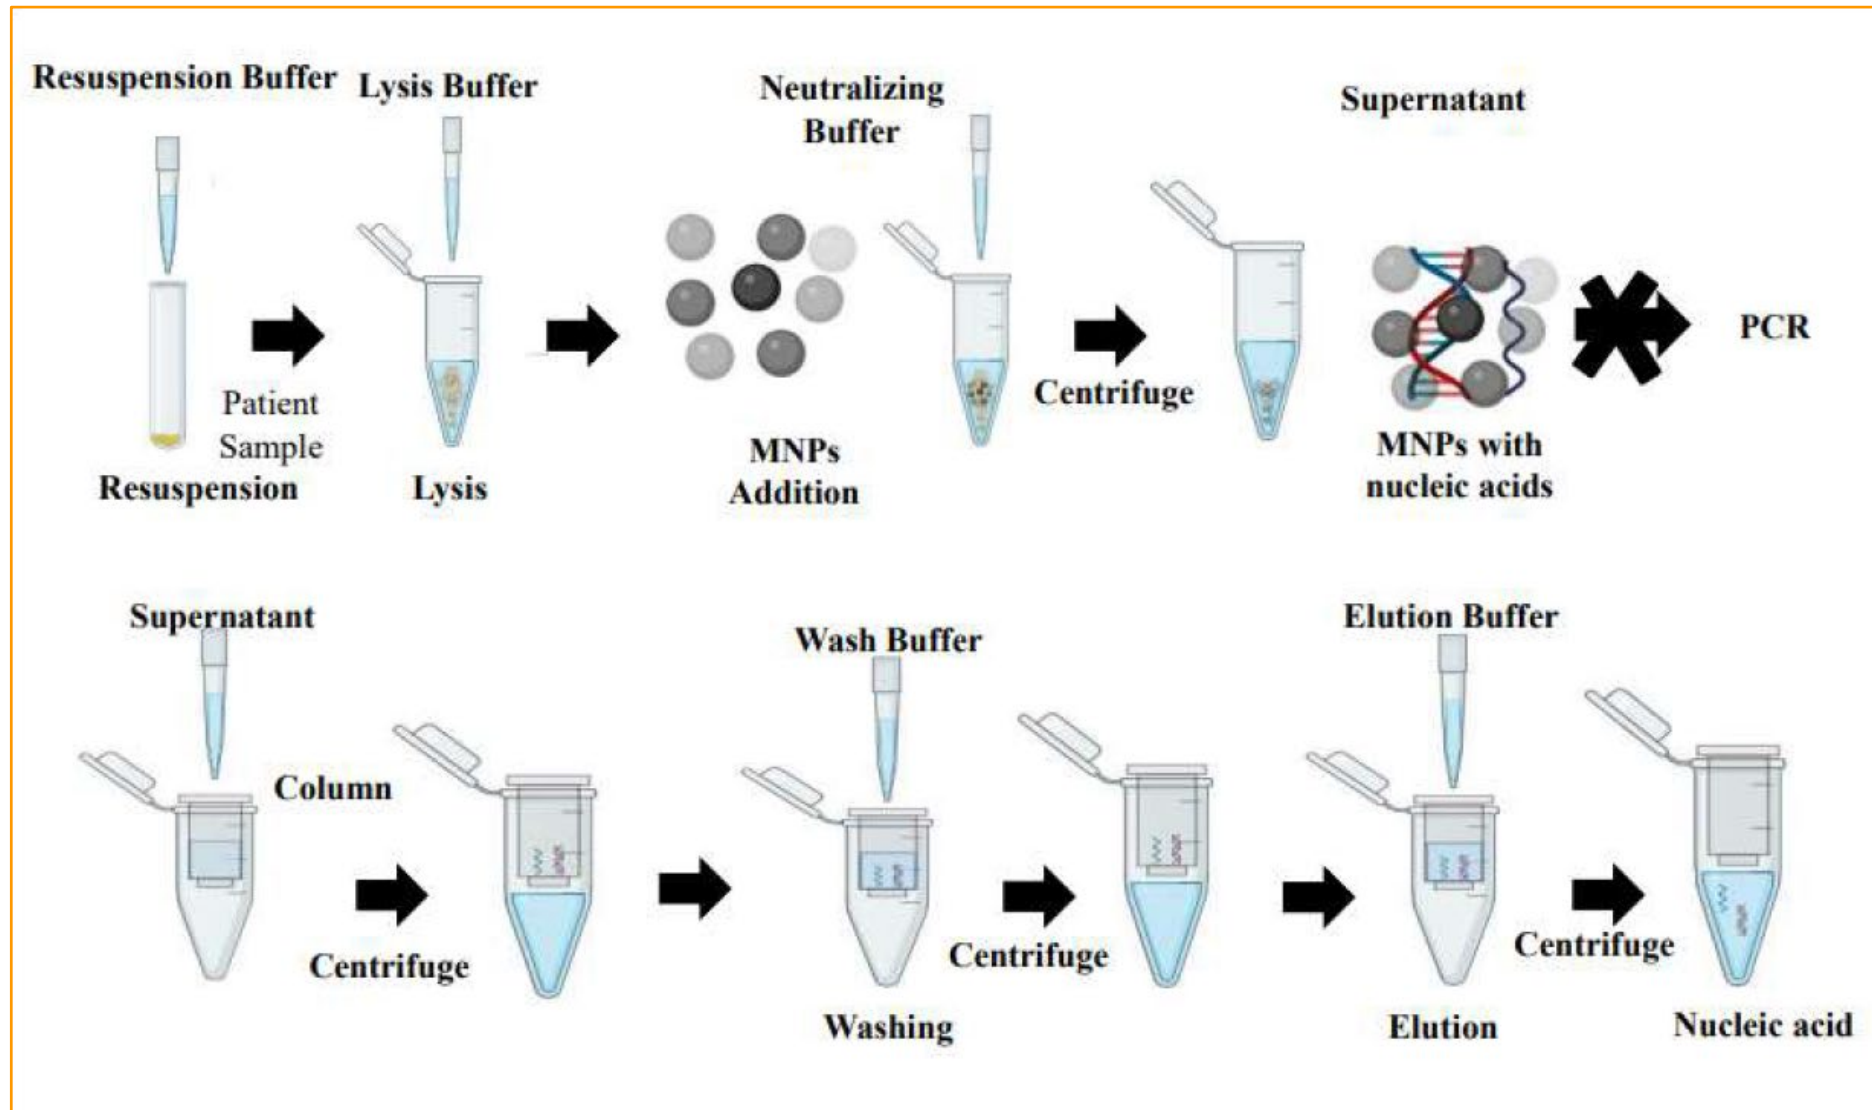 Resuspension Buffer
Lysis Buffer
Neutralizing
Buffer
Supernatant
Patient
Sample
Resuspension
Lysis
MNPs
Addition
Centrifuge
MNPs with
nucleic acids
PCR
Supernatant
Column
Centrifuge
Wash Buffer
Washing
Centrifuge
Elution Buffer
Elution
Centrifuge
Nucleic acid